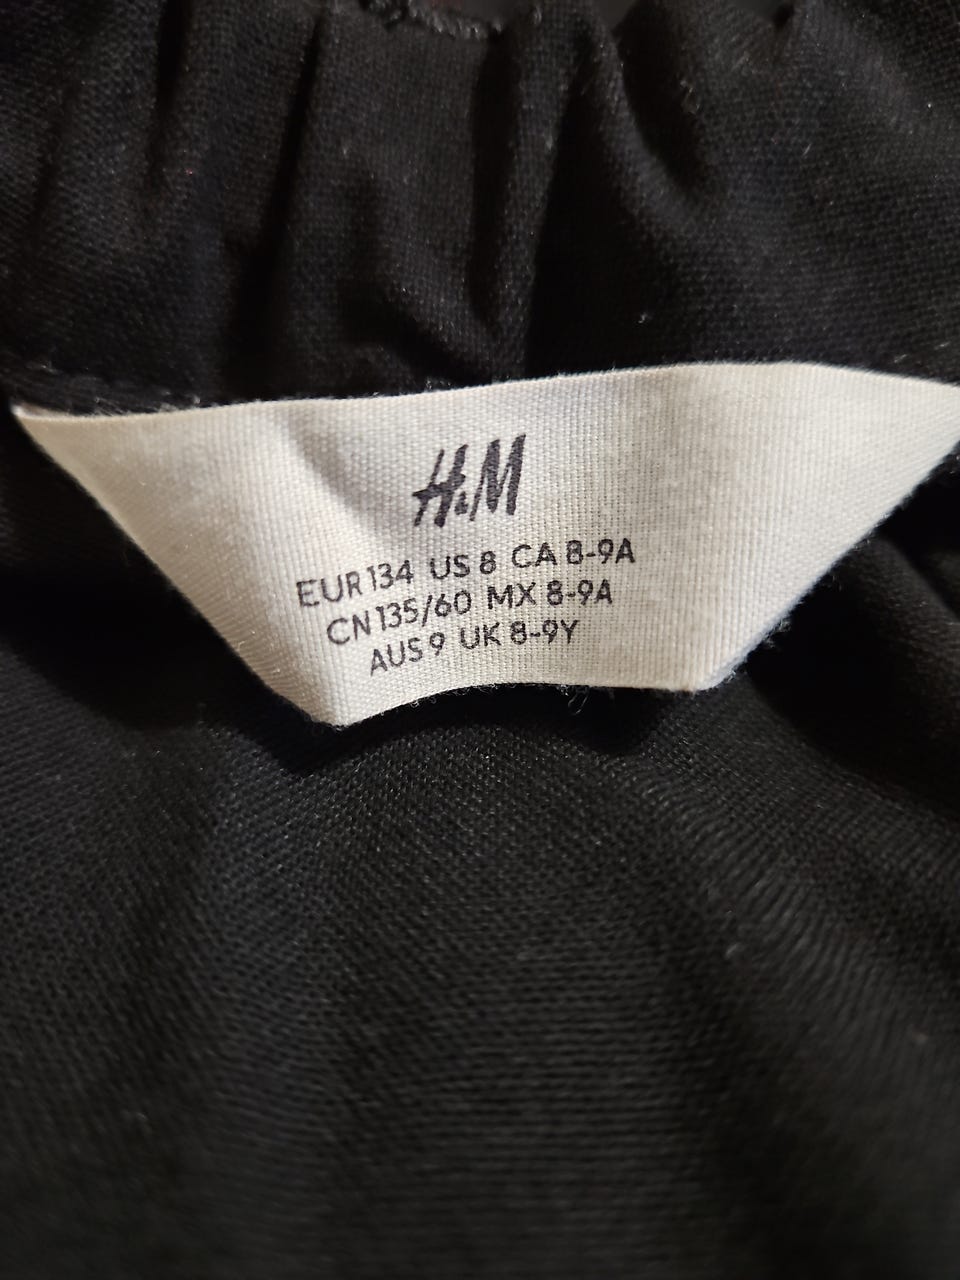 H&M
EUR 134 US 8 CA 8-9A
CN 135/60 MX 8-9A
AUS 9 UK 8-9Y